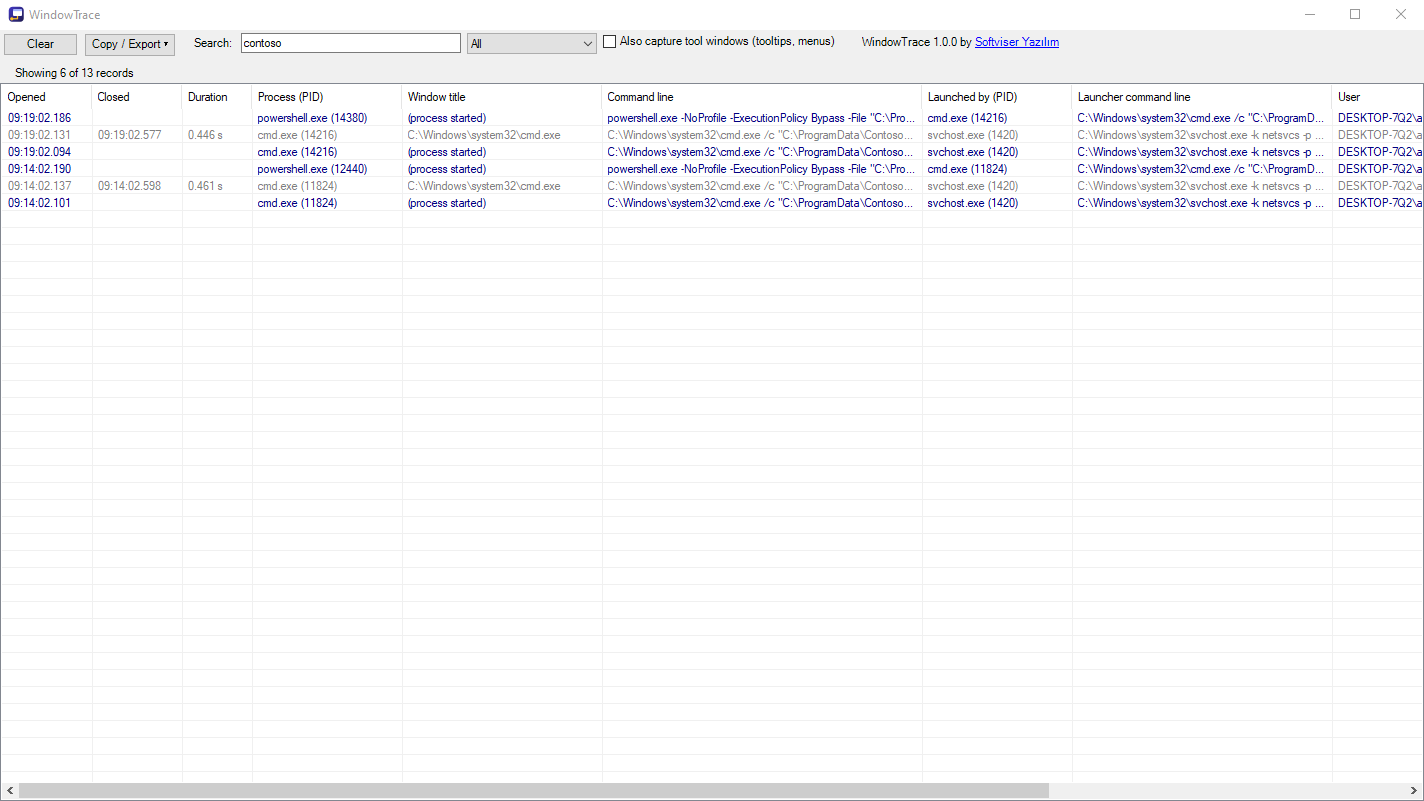 WindowTrace
Clear Copy / Export ▾ Search: contoso All Also capture tool windows (tooltips, menus) WindowTrace 1.0.0 by Softviser Yazılım
Showing 6 of 13 records
Opened Closed Duration Process (PID) Window title Command line Launched by (PID) Launcher command line User
09:19:02.186 powershell.exe (14380) (process started) powershell.exe -NoProfile -ExecutionPolicy Bypass -File "C:\Pro... cmd.exe (14216) C:\Windows\system32\cmd.exe /c "C:\ProgramD... DESKTOP-7Q2\a
09:19:02.131 09:19:02.577 0.446 s cmd.exe (14216) C:\Windows\system32\cmd.exe C:\Windows\system32\cmd.exe /c "C:\ProgramData\Contoso... svchost.exe (1420) C:\Windows\system32\svchost.exe -k netsvcs -p ... DESKTOP-7Q2\a
09:19:02.094 cmd.exe (14216) (process started) C:\Windows\system32\cmd.exe /c "C:\ProgramData\Contoso... svchost.exe (1420) C:\Windows\system32\svchost.exe -k netsvcs -p ... DESKTOP-7Q2\a
09:14:02.190 powershell.exe (12440) (process started) powershell.exe -NoProfile -ExecutionPolicy Bypass -File "C:\Pro... cmd.exe (11824) C:\Windows\system32\cmd.exe /c "C:\ProgramD... DESKTOP-7Q2\a
09:14:02.137 09:14:02.598 0.461 s cmd.exe (11824) C:\Windows\system32\cmd.exe C:\Windows\system32\cmd.exe /c "C:\ProgramData\Contoso... svchost.exe (1420) C:\Windows\system32\svchost.exe -k netsvcs -p ... DESKTOP-7Q2\a
09:14:02.101 cmd.exe (11824) (process started) C:\Windows\system32\cmd.exe /c "C:\ProgramData\Contoso... svchost.exe (1420) C:\Windows\system32\svchost.exe -k netsvcs -p ... DESKTOP-7Q2\a